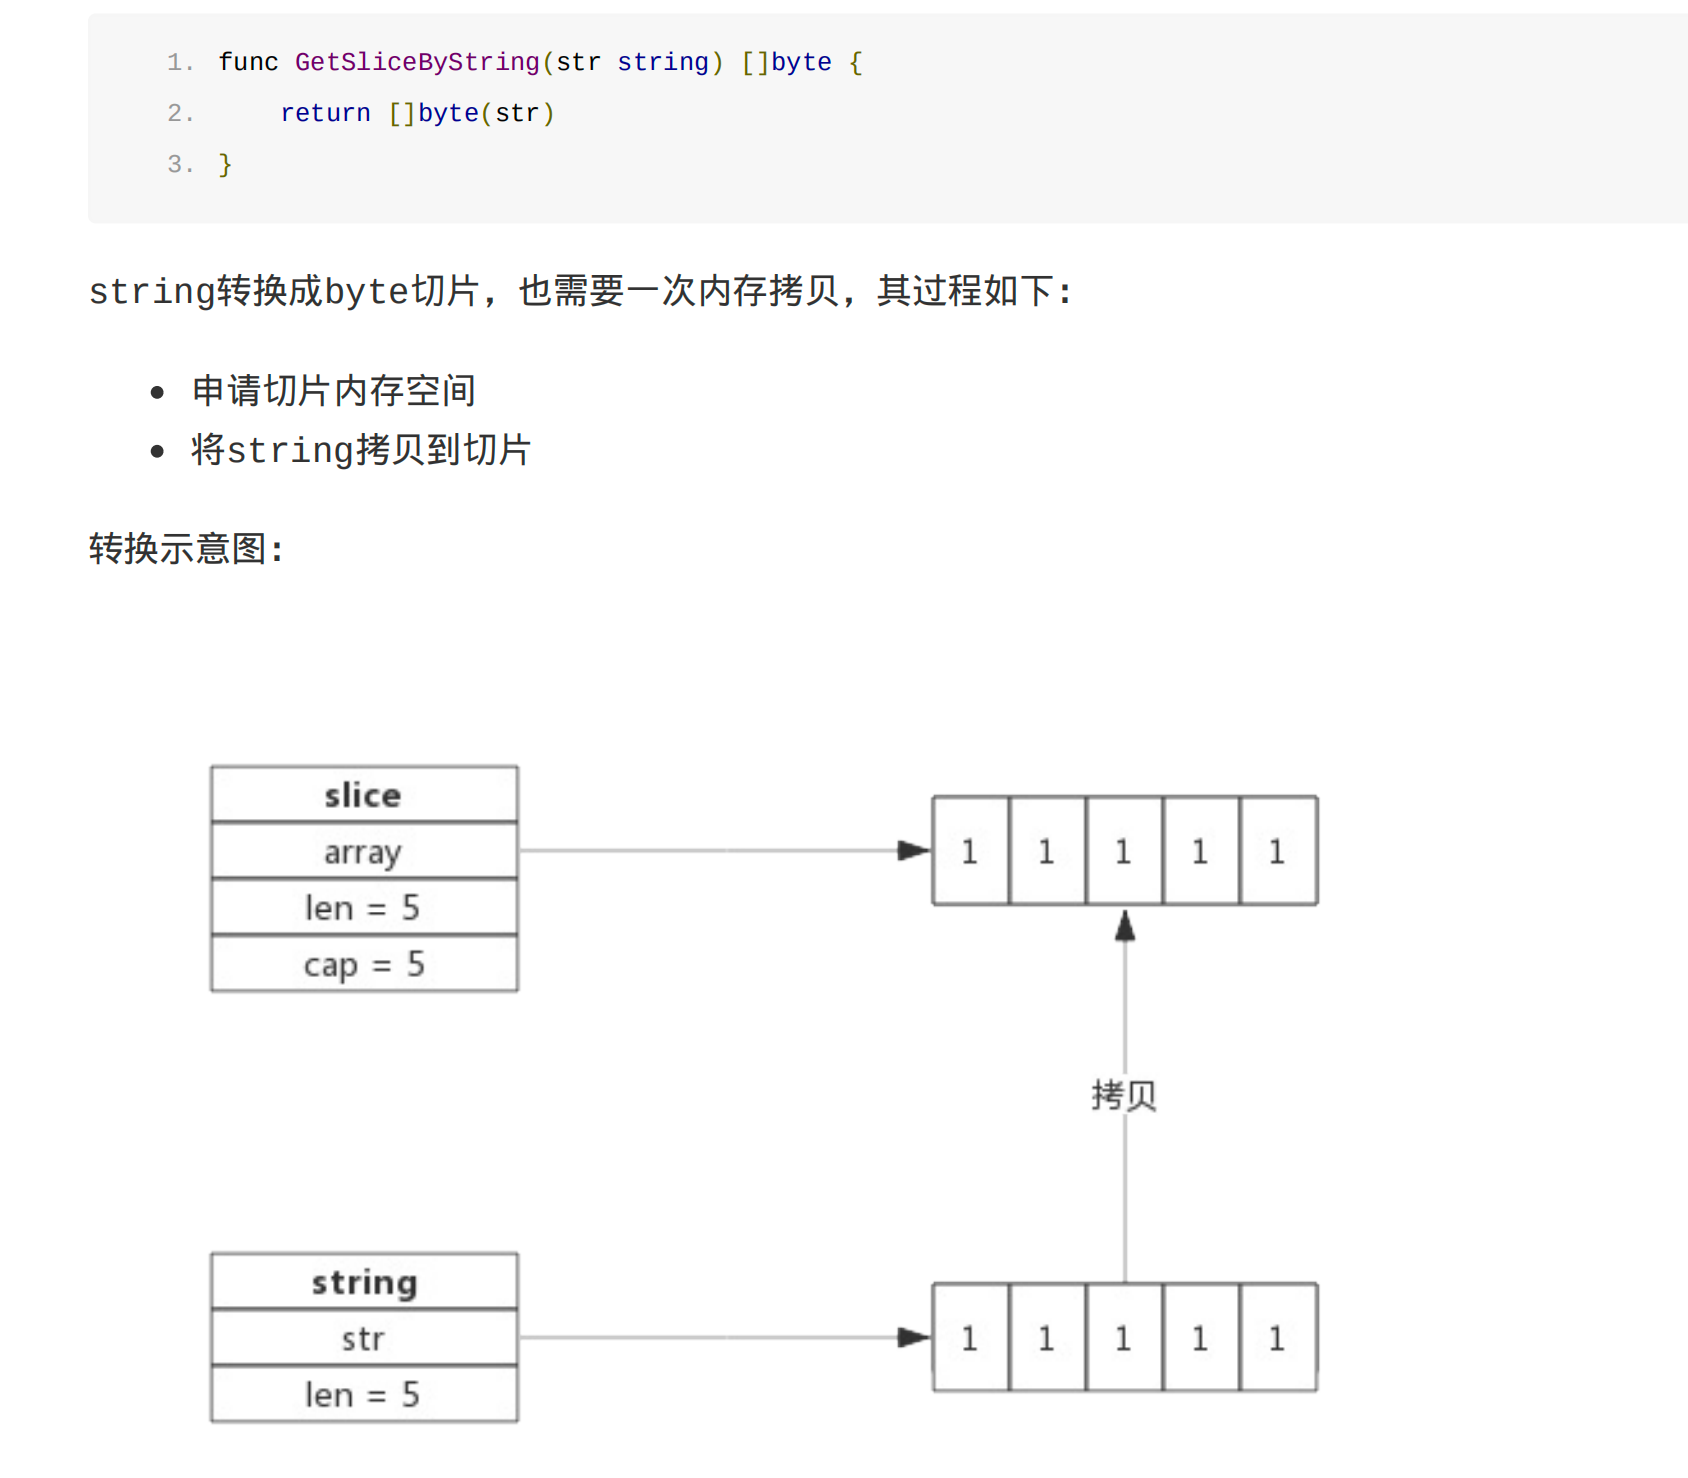 1. func GetSliceByString(str string) []byte {
2. return []byte(str)
3. }
string转换成byte切片，也需要一次内存拷贝，其过程如下：
申请切片内存空间
将string拷贝到切片
转换示意图：
slice
array
len = 5
cap = 5
1 1 1 1 1
拷贝
string
str
len = 5
1 1 1 1 1